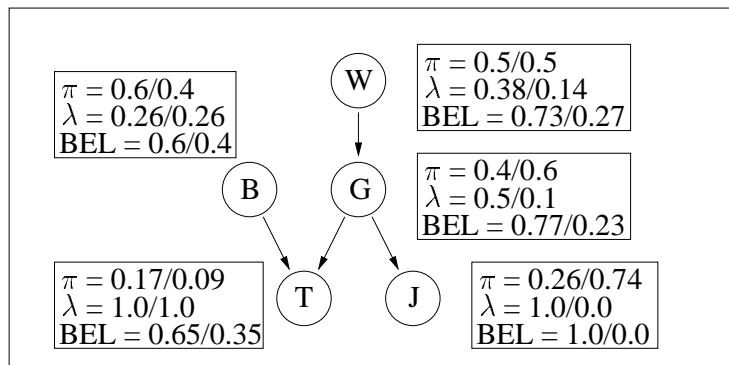 W
π = 0.5/0.5
λ = 0.38/0.14
BEL = 0.73/0.27
π = 0.6/0.4
λ = 0.26/0.26
BEL = 0.6/0.4
B
G
π = 0.4/0.6
λ = 0.5/0.1
BEL = 0.77/0.23
π = 0.17/0.09
λ = 1.0/1.0
BEL = 0.65/0.35
T
J
π = 0.26/0.74
λ = 1.0/0.0
BEL = 1.0/0.0